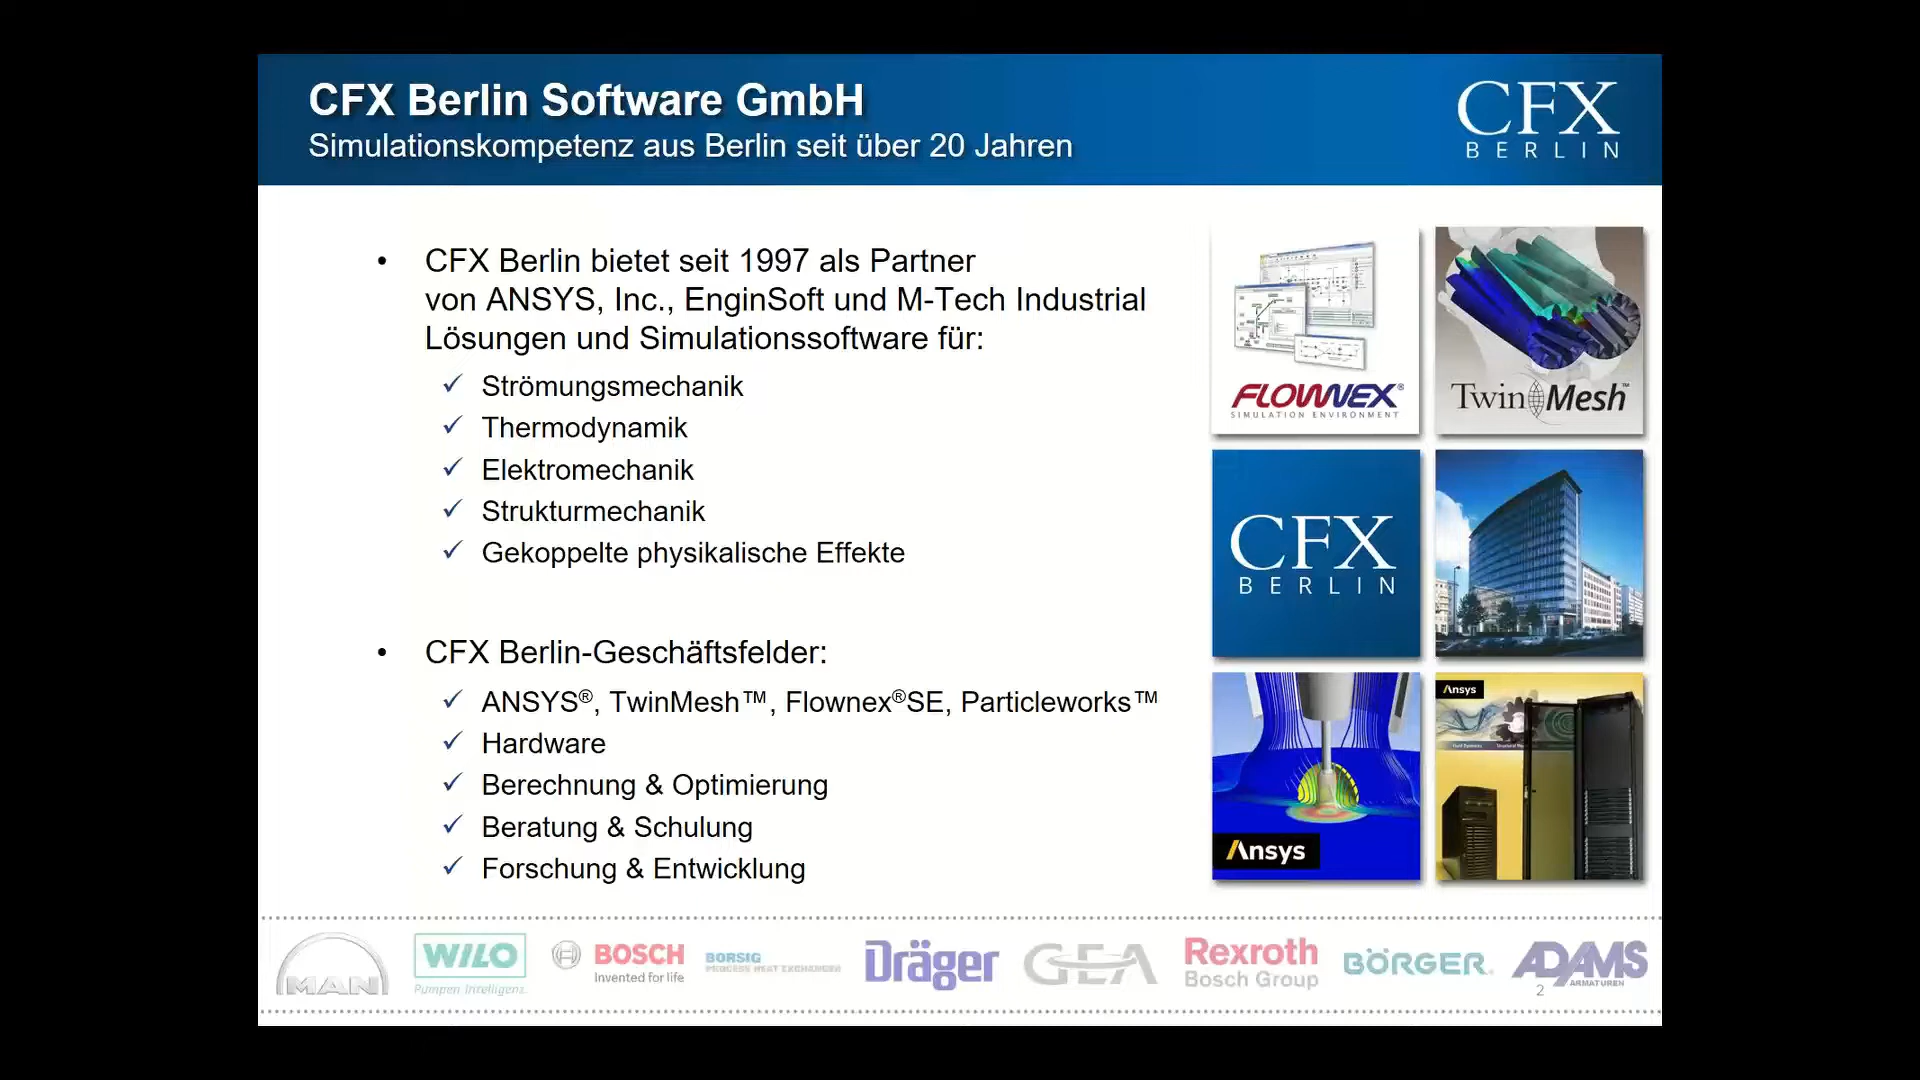 CFX Berlin Software GmbH
Simulationskompetenz aus Berlin seit über 20 Jahren
CFX
BERLIN
• CFX Berlin bietet seit 1997 als Partner
von ANSYS, Inc., EnginSoft und M-Tech Industrial
Lösungen und Simulationssoftware für:
✓ Strömungsmechanik
✓ Thermodynamik
✓ Elektromechanik
✓ Strukturmechanik
✓ Gekoppelte physikalische Effekte
• CFX Berlin-Geschäftsfelder:
✓ ANSYS®, TwinMesh™, Flownex®SE, Particleworks™
✓ Hardware
✓ Berechnung & Optimierung
✓ Beratung & Schulung
✓ Forschung & Entwicklung
FLOWNEX®
SIMULATION ENVIRONMENT
TwinMesh™
CFX
BERLIN
Ansys
Ansys
MAN
WILO
Pumpen Intelligenz.
BOSCH
Invented for life
BORSIG
PROCESS HEAT EXCHANGER
Dräger
GEA
Rexroth
Bosch Group
BÖRGER
ADAMS
ARMATUREN
2